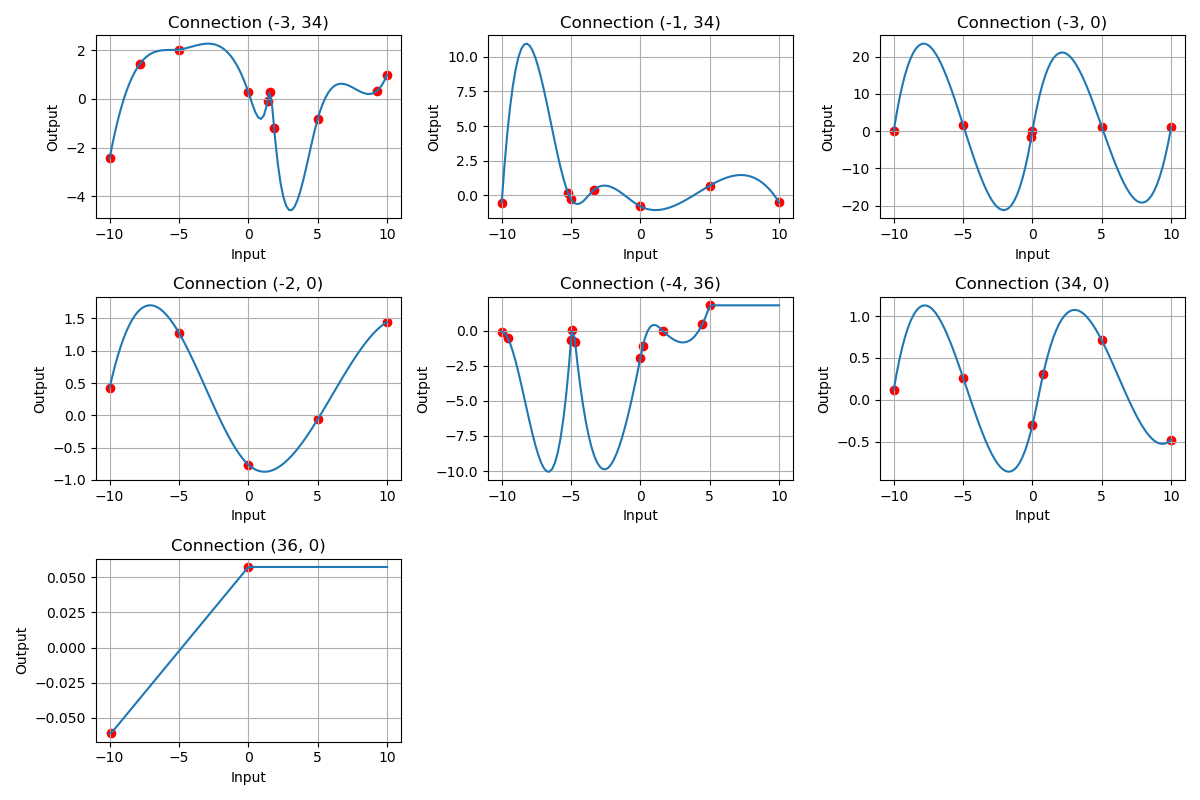 Connection (-3, 34)
Output
2
0
−2
−4
−10 −5 0 5 10
Input
Connection (-1, 34)
Output
10.0
7.5
5.0
2.5
0.0
−10 −5 0 5 10
Input
Connection (-3, 0)
Output
20
10
0
−10
−20
−10 −5 0 5 10
Input
Connection (-2, 0)
Output
1.5
1.0
0.5
0.0
−0.5
−1.0
−10 −5 0 5 10
Input
Connection (-4, 36)
Output
0.0
−2.5
−5.0
−7.5
−10.0
−10 −5 0 5 10
Input
Connection (34, 0)
Output
1.0
0.5
0.0
−0.5
−10 −5 0 5 10
Input
Connection (36, 0)
Output
0.050
0.025
0.000
−0.025
−0.050
−10 −5 0 5 10
Input